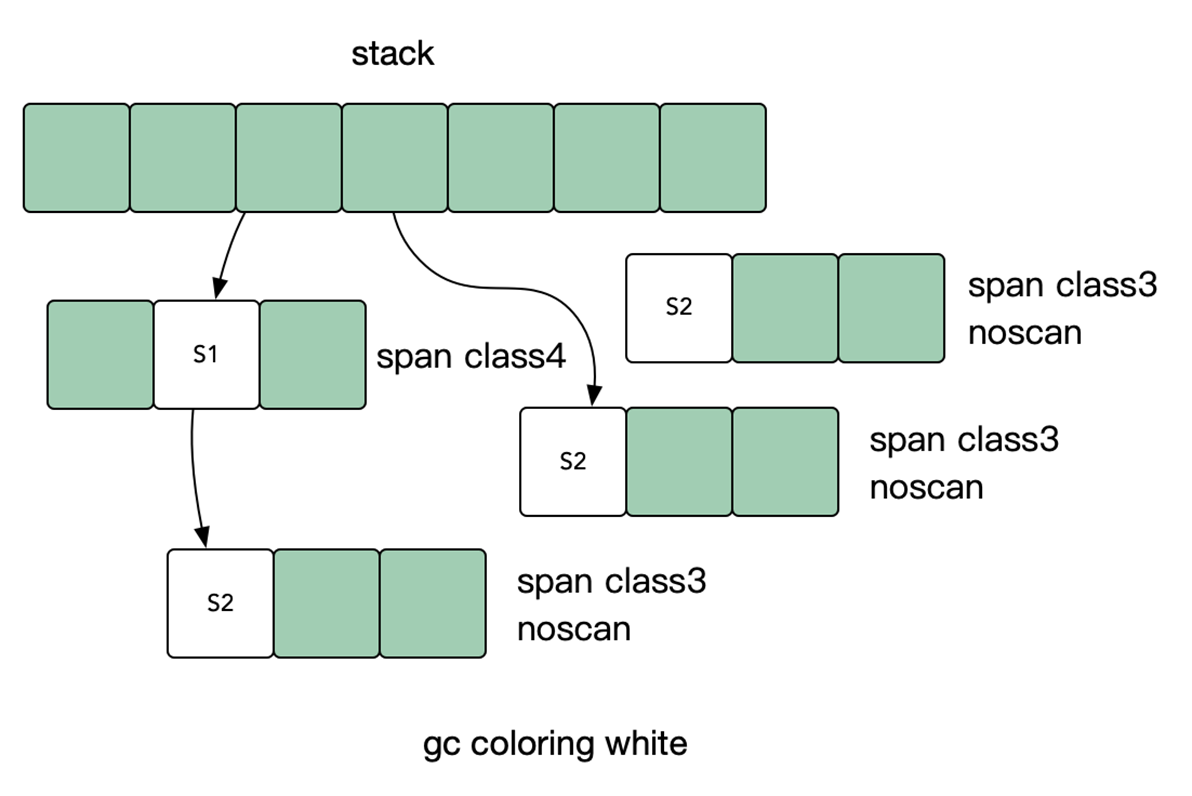 stack
S2
span class3
noscan
S1
span class4
S2
span class3
noscan
S2
span class3
noscan
gc coloring white